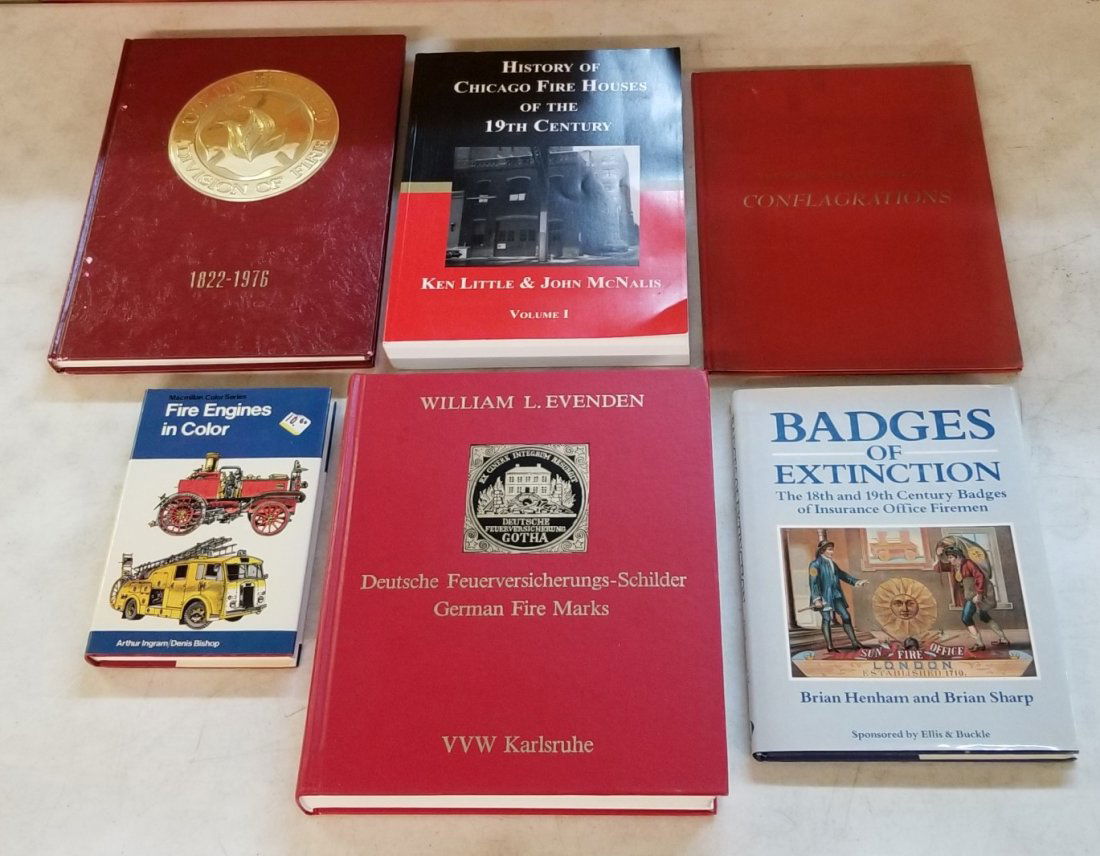 DIVISION OF FIRE
1822-1976
HISTORY OF
CHICAGO FIRE HOUSES
OF THE
19TH CENTURY
KEN LITTLE & JOHN MCNALIS
VOLUME I
CONFLAGRATIONS
Macmillan Color Series
Fire Engines
in Color
Arthur Ingram/Denis Bishop
WILLIAM L. EVENDEN
DEUTSCHE
FEUERVERSICHERUNG
GOTHA
Deutsche Feuerversicherungs-Schilder
German Fire Marks
VVW Karlsruhe
BADGES
OF
EXTINCTION
The 18th and 19th Century Badges
of Insurance Office Firemen
SUN FIRE OFFICE
LONDON
ESTABLISHED 1710.
Brian Henham and Brian Sharp
Sponsored by Ellis & Buckle